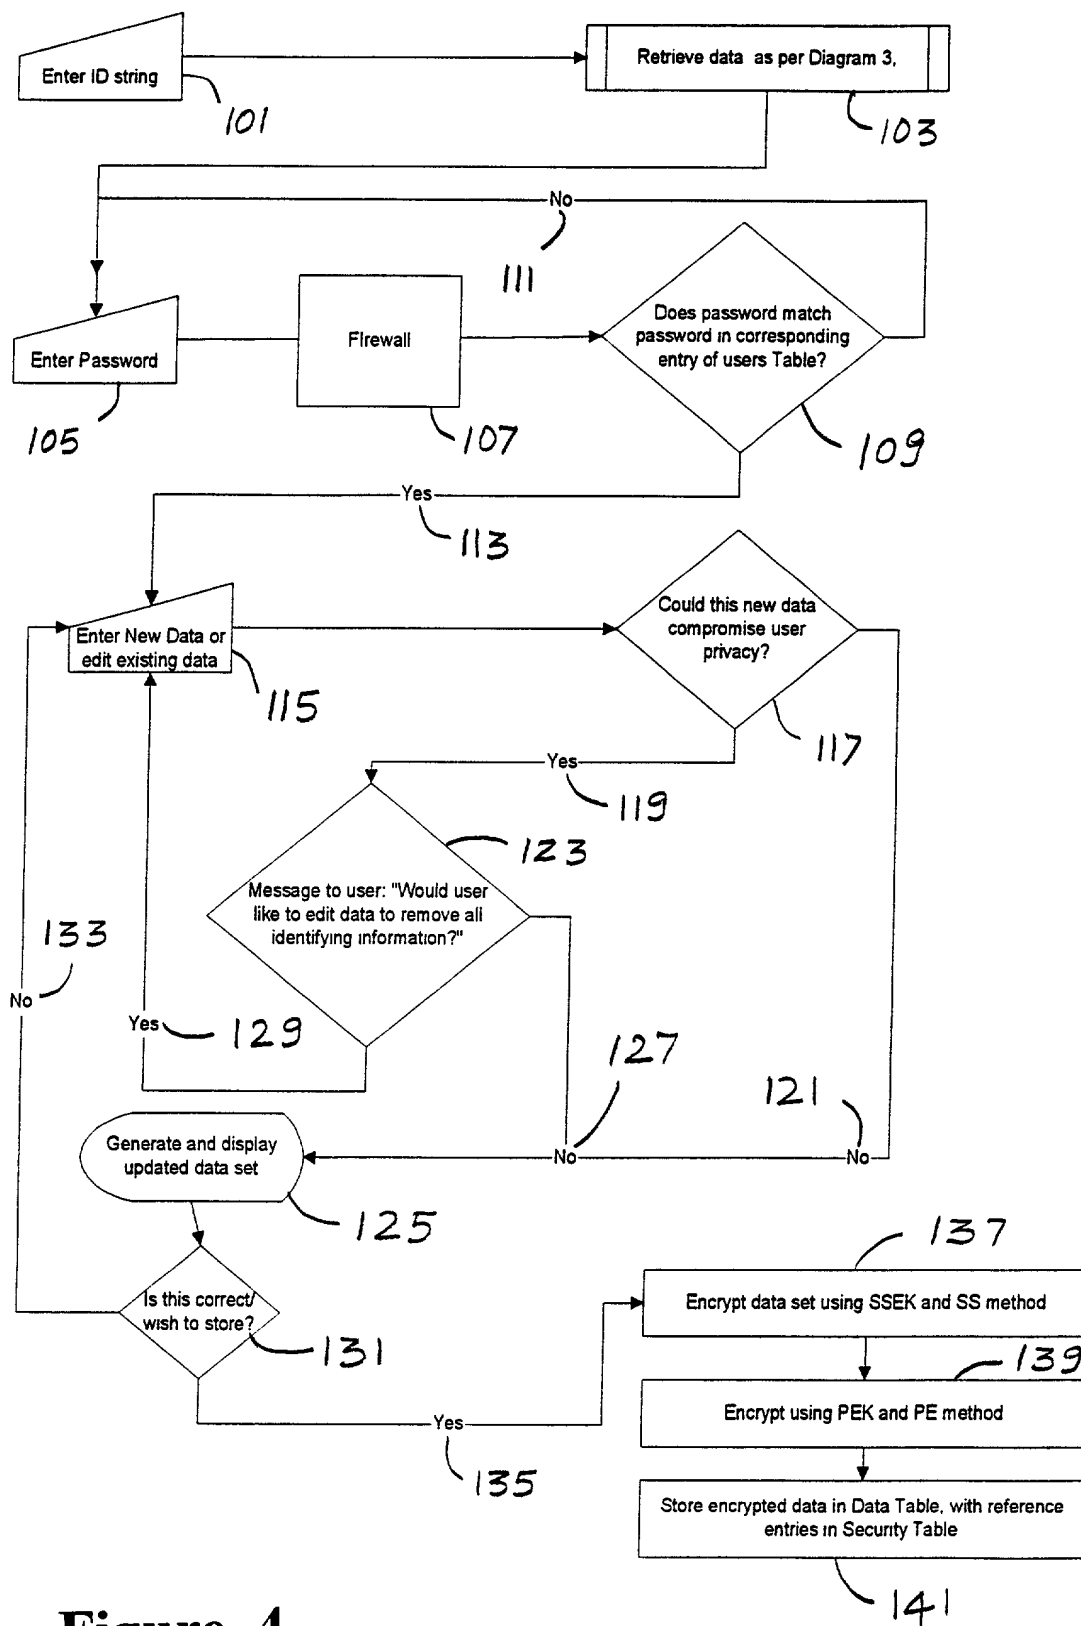 Enter ID string
101
Retrieve data as per Diagram 3,
103
No
111
Enter Password
105
Firewall
107
Does password match
password in corresponding
entry of users Table?
109
Yes
113
Enter New Data or
edit existing data
115
Could this new data
compromise user
privacy?
117
Yes
119
123
Message to user: "Would user
like to edit data to remove all
identifying information?"
133
No
Yes
129
127
121
No
No
Generate and display
updated data set
125
Is this correct/
wish to store?
131
Yes
135
137
Encrypt data set using SSEK and SS method
139
Encrypt using PEK and PE method
Store encrypted data in Data Table, with reference
entries in Security Table
141
Figure 4